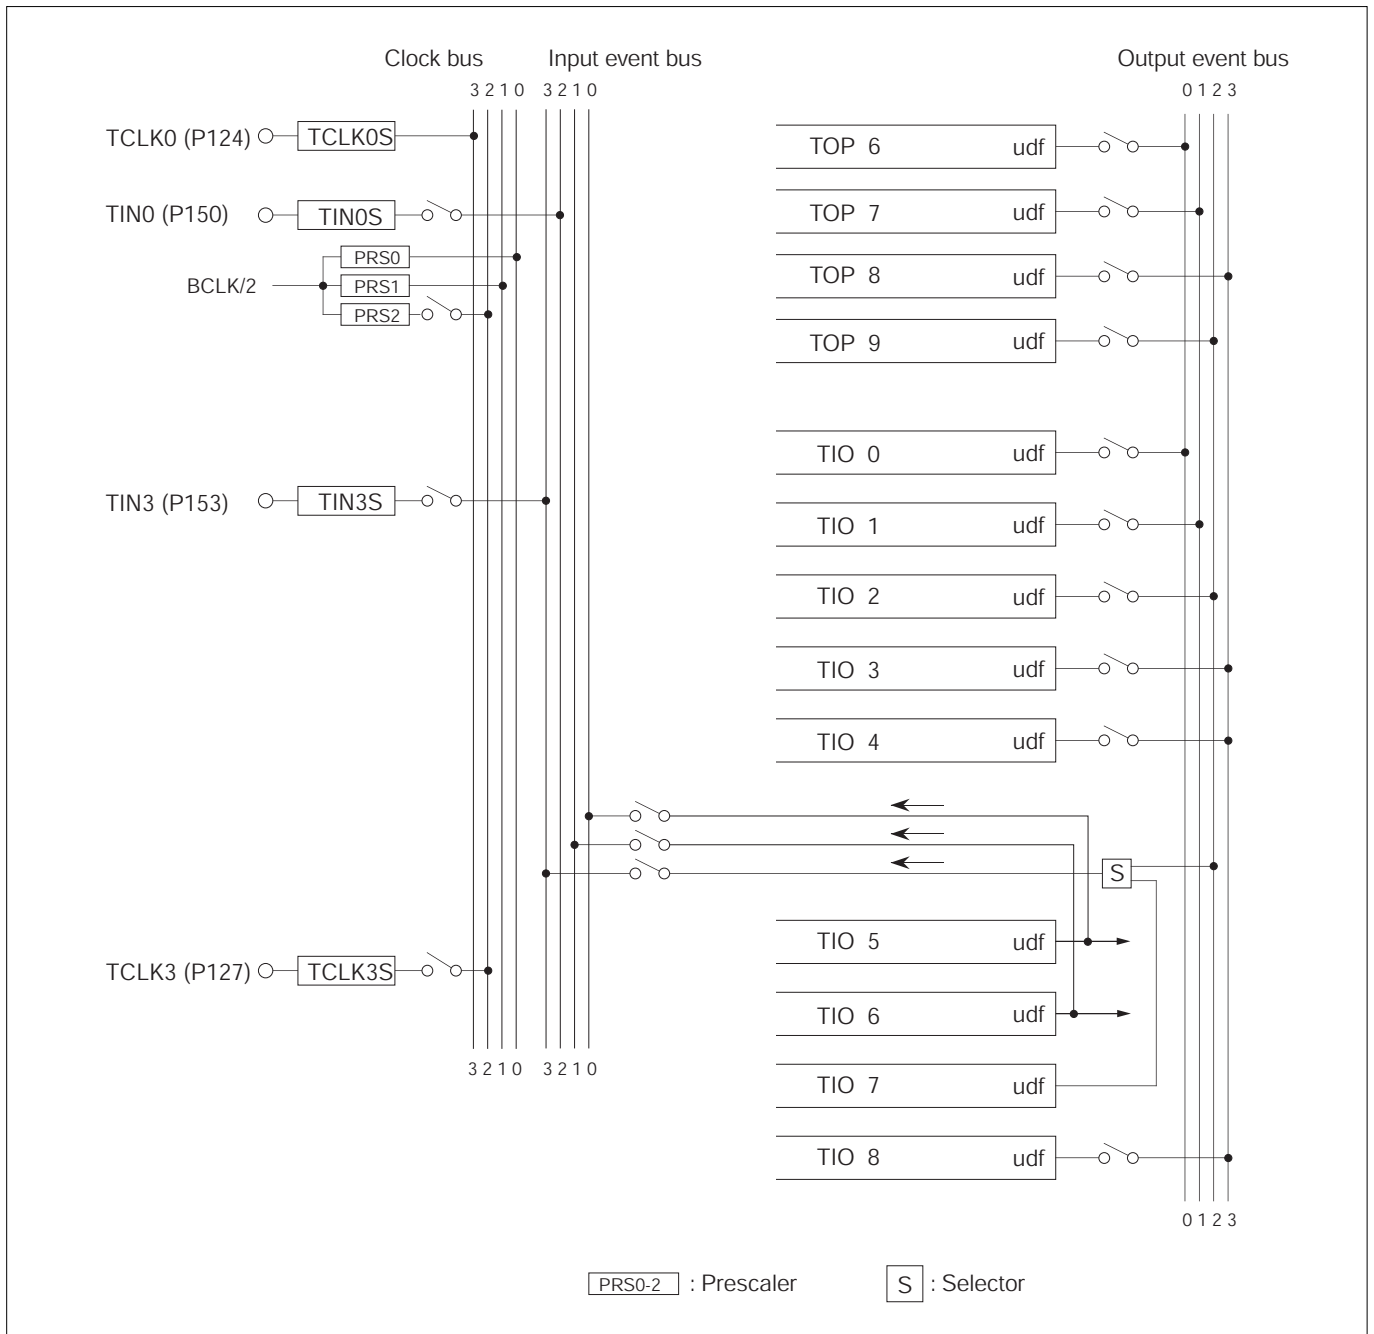 Clock bus Input event bus Output event bus
3 2 1 0 3 2 1 0 0 1 2 3
TCLK0 (P124) TCLK0S TOP 6 udf
TIN0 (P150) TIN0S TOP 7 udf
PRS0
BCLK/2 PRS1 TOP 8 udf
PRS2
TOP 9 udf
TIO 0 udf
TIN3 (P153) TIN3S TIO 1 udf
TIO 2 udf
TIO 3 udf
TIO 4 udf
S
TIO 5 udf
TCLK3 (P127) TCLK3S
TIO 6 udf
3 2 1 0 3 2 1 0
TIO 7 udf
TIO 8 udf
0 1 2 3
PRS0-2 : Prescaler S : Selector